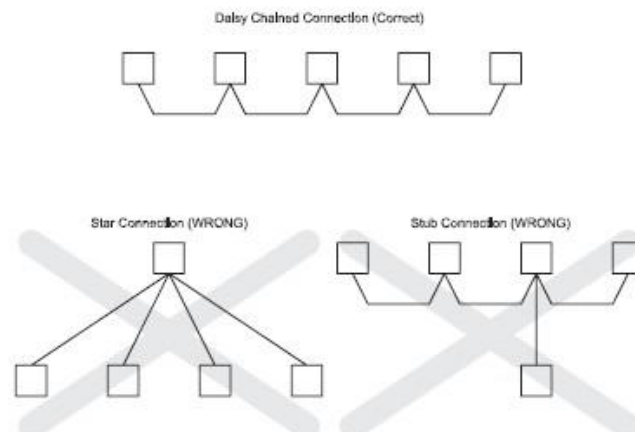 Daisy Chained Connection (Correct)
Star Connection (WRONG)
Stub Connection (WRONG)